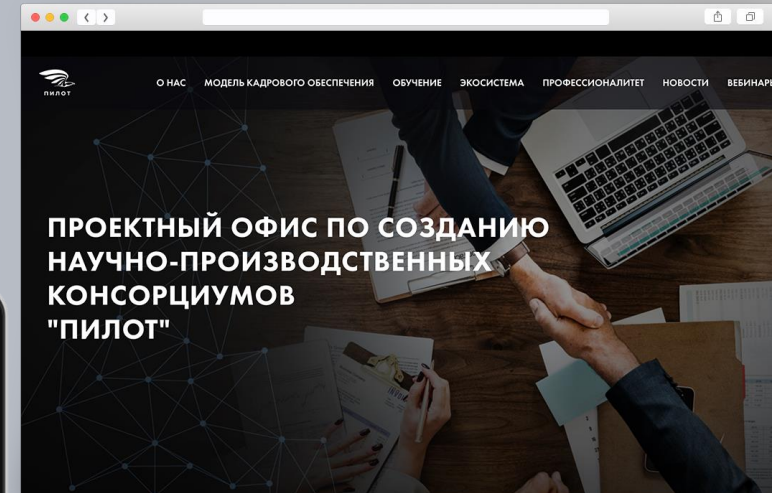 ПИЛОТ
О НАС МОДЕЛЬ КАДРОВОГО ОБЕСПЕЧЕНИЯ ОБУЧЕНИЕ ЭКОСИСТЕМА ПРОФЕССИОНАЛИТЕТ НОВОСТИ
ПРОЕКТНЫЙ ОФИС ПО СОЗДАНИЮ
НАУЧНО-ПРОИЗВОДСТВЕННЫХ
КОНСОРЦИУМОВ
"ПИЛОТ"